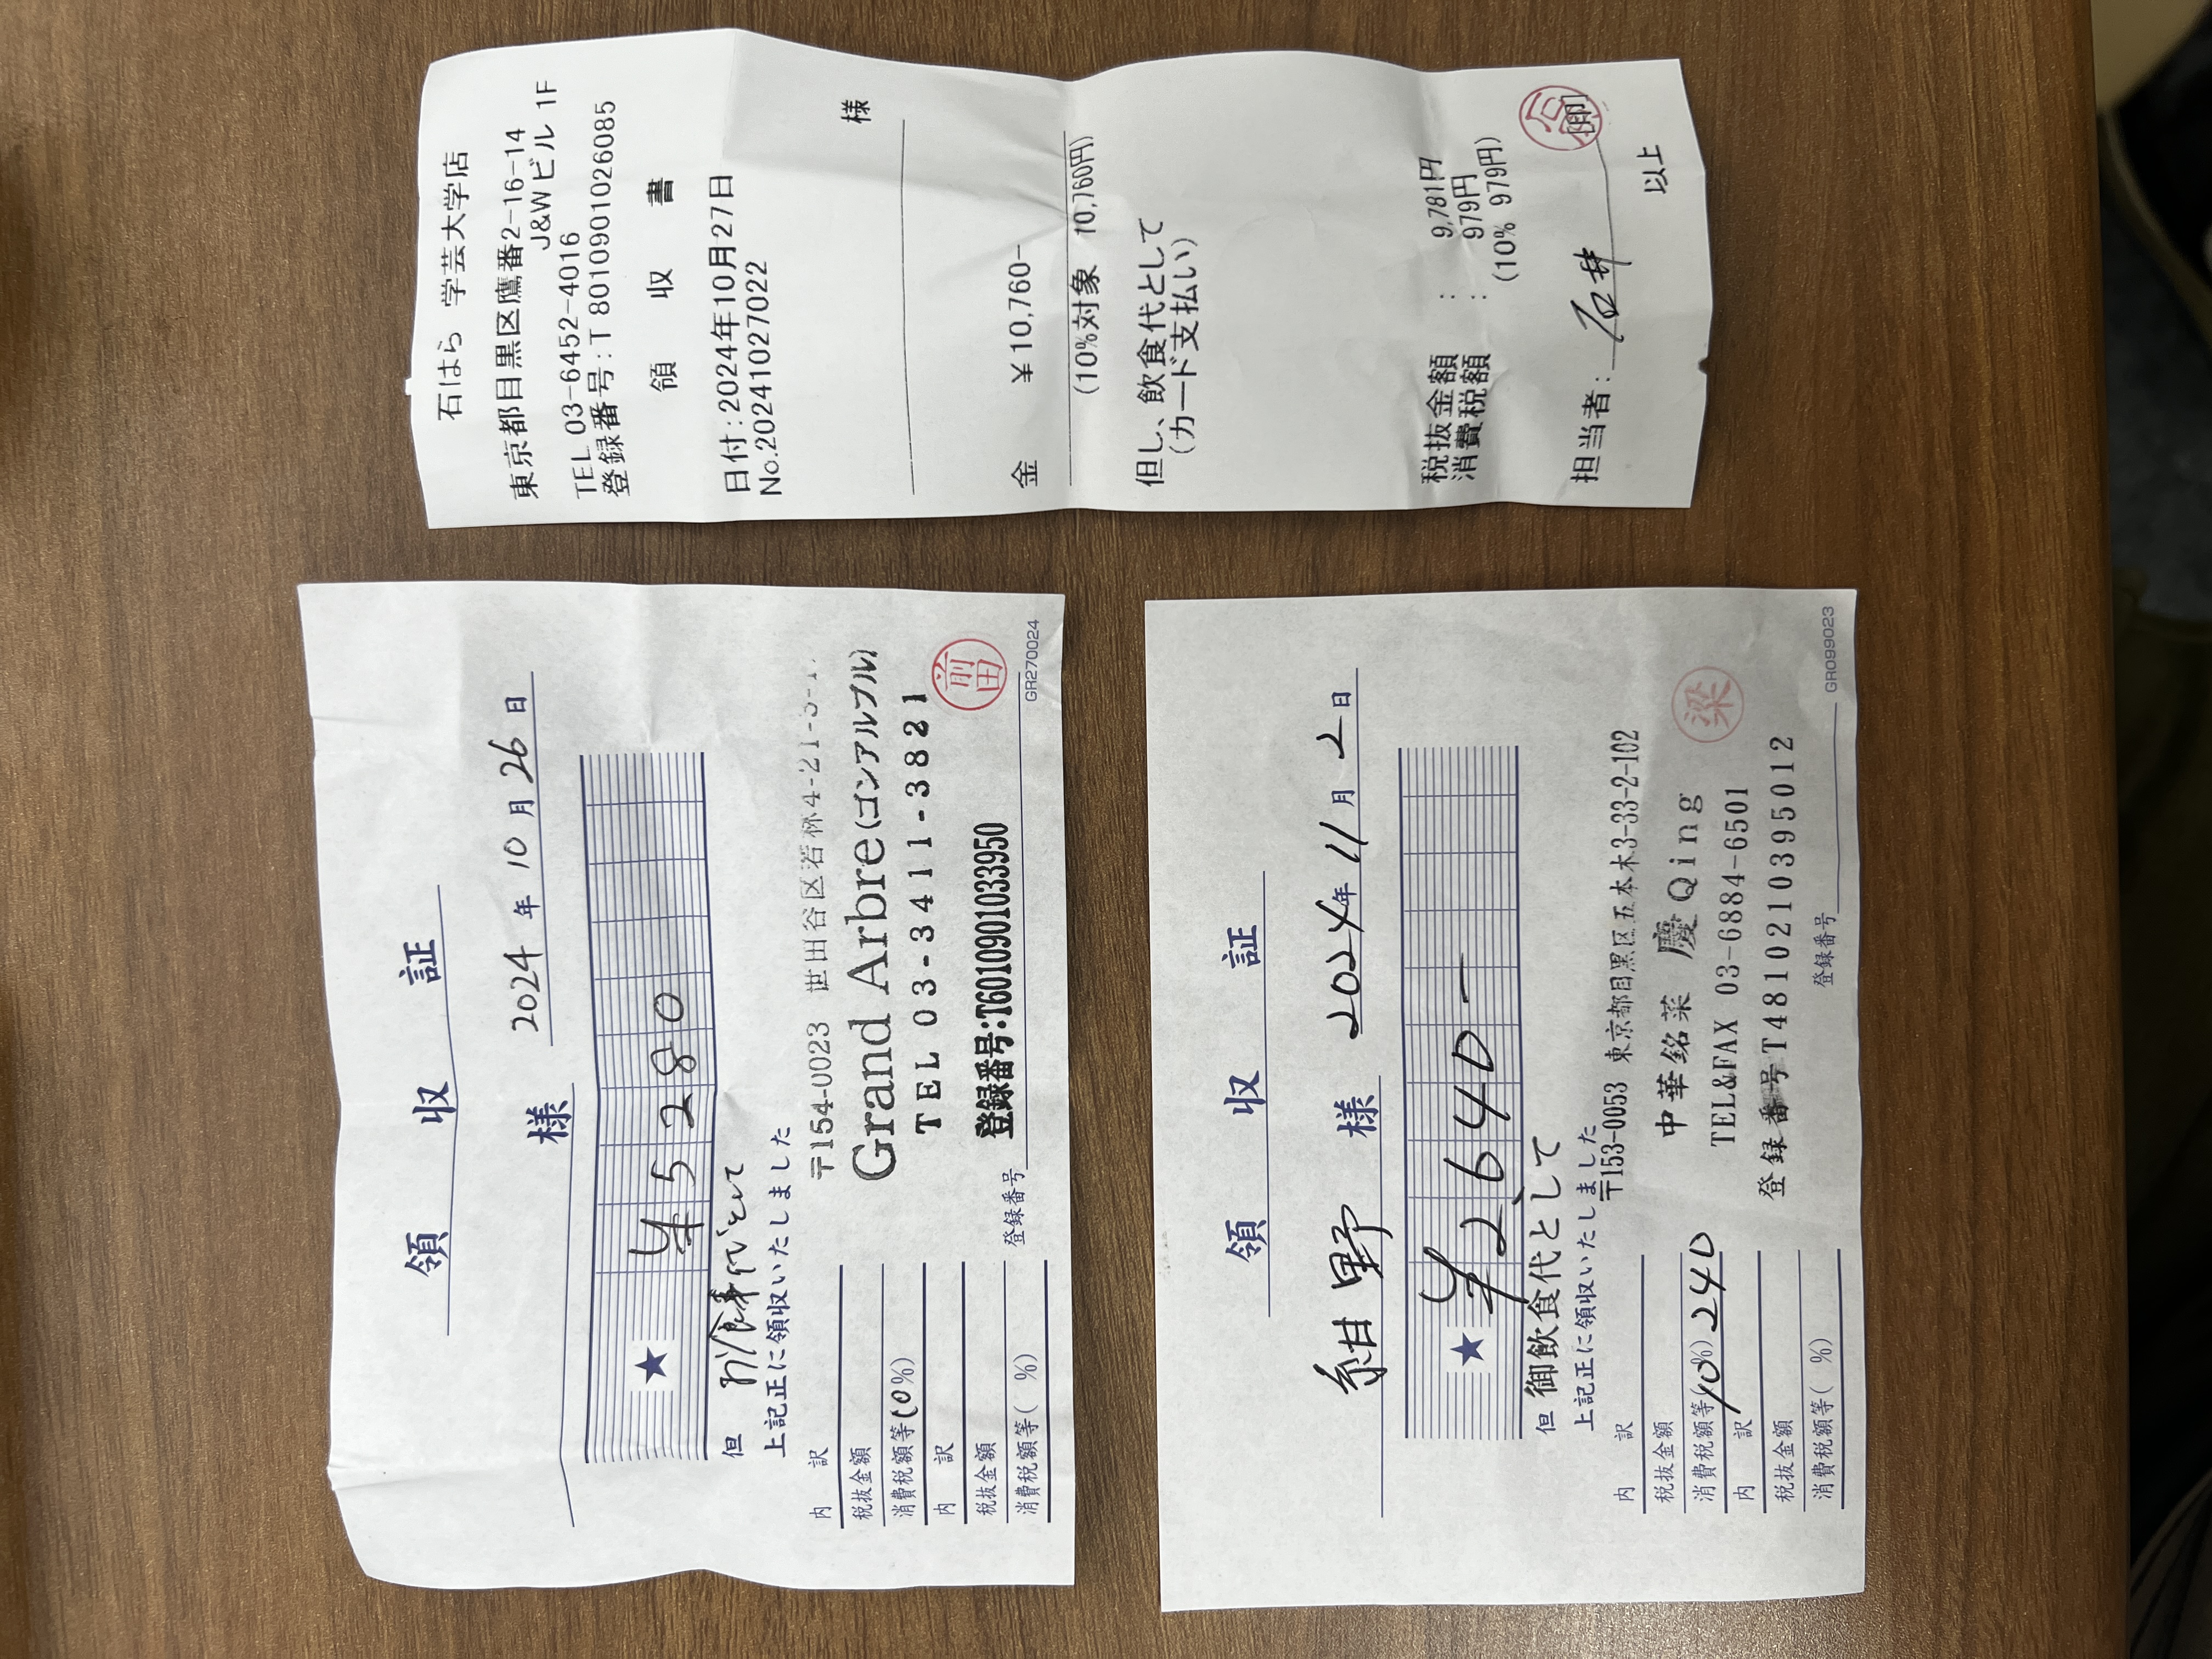 領 収 証
様 2024 年 10 月 26 日
★ ¥5280
但 お食事代として
上記正に領収いたしました
内 訳
税抜金額
消費税額等(10%)
内 訳
税抜金額
消費税額等( %)
〒154-0023 世田谷区若林4-21-3-1
Grand Arbre(ゴンアルブル)
TEL 03-3411-3821
登録番号:T6010901033950
登録番号
前田
GR270024
領 収 証
紺野 様 2024年 11月 2日
★ ¥2640-
但 御飲食代として
上記正に領収いたしました
内 訳
税抜金額
消費税額等(10%) 240
内 訳
税抜金額
消費税額等( %)
〒153-0053 東京都目黒区五本木3-33-2-102
中華銘菜 慶Qing
TEL&FAX 03-6884-6501
登録番号T4810210395012
梁
登録番号
GR099023
石はら 学芸大学店
東京都目黒区鷹番2-16-14
J&Wビル 1F
TEL 03-6452-4016
登録番号:T 8010901026085
領 収 書
日付:2024年10月27日
No.20241027022
様
金 ¥10,760-
(10%対象 10,760円)
但し、飲食代として
(カード支払い)
税抜金額 : 9,781円
消費税額 : 979円
(10% 979円)
[印]
担当者: 石井
以上